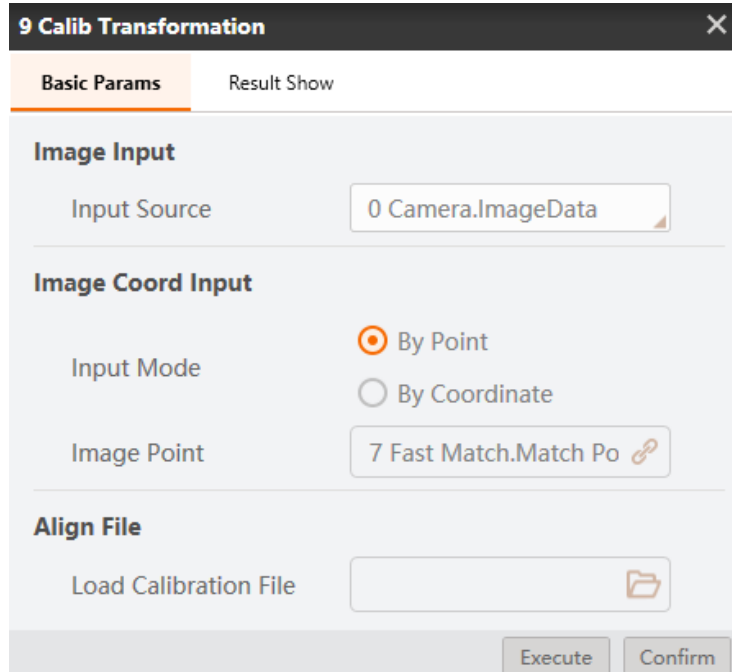 9 Calib Transformation
Basic Params Result Show
Image Input
Input Source 0 Camera.ImageData
Image Coord Input
By Point
Input Mode
By Coordinate
Image Point 7 Fast Match.Match Po
Align File
Load Calibration File
Execute Confirm